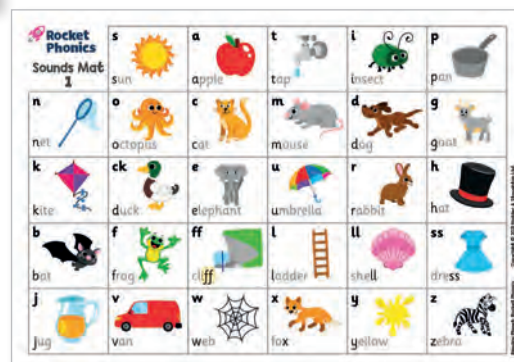 Rocket
Phonics
Sounds Mat
1
s
sun
a
apple
t
tap
i
insect
p
pan
n
net
o
octopus
c
cat
m
mouse
d
dog
g
goat
k
kite
ck
duck
e
elephant
u
umbrella
r
rabbit
h
hat
b
bat
f
frog
ff
cliff
l
ladder
ll
shell
ss
dress
j
jug
v
van
w
web
x
fox
y
yellow
z
zebra